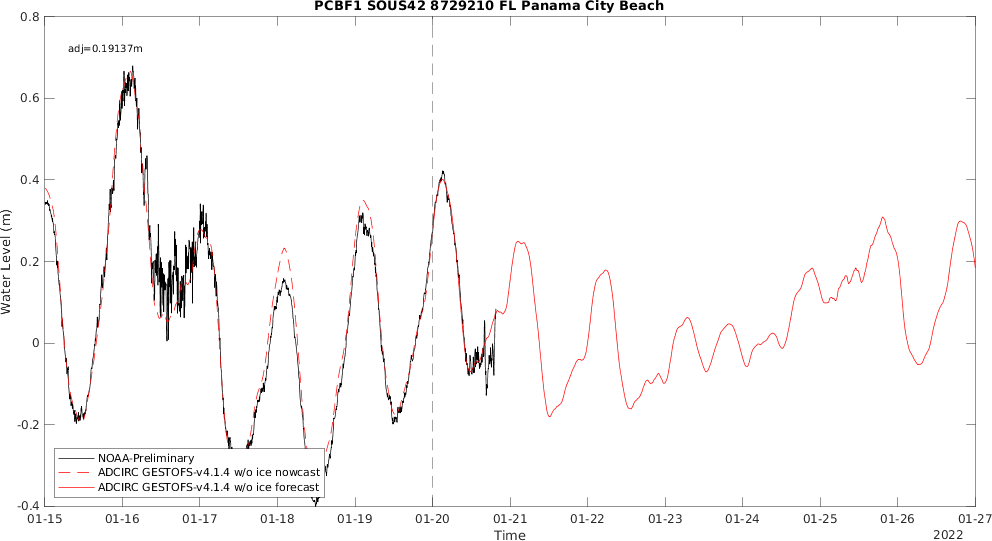 PCBF1 SOUS42 8729210 FL Panama City Beach
adj=0.19137m
Water Level (m)
0.8
0.6
0.4
0.2
0
-0.2
-0.4
NOAA-Preliminary
ADCIRC GESTOFS-v4.1.4 w/o ice nowcast
ADCIRC GESTOFS-v4.1.4 w/o ice forecast
01-15 01-16 01-17 01-18 01-19 01-20 01-21 01-22 01-23 01-24 01-25 01-26 01-27
Time
2022